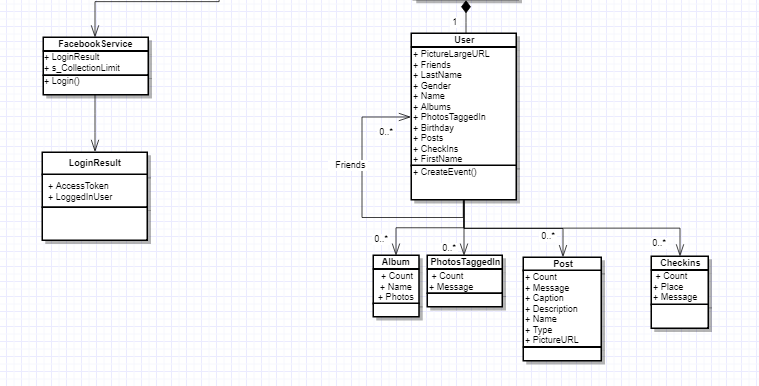 FacebookService
+ LoginResult
+ s_CollectionLimit
+ Login()
LoginResult
+ AccessToken
+ LoggedInUser
1
User
+ PictureLargeURL
+ Friends
+ LastName
+ Gender
+ Name
+ Albums
+ PhotosTaggedIn
+ Birthday
+ Posts
+ CheckIns
+ FirstName
+ CreateEvent()
0..*
Friends
0..*
0..*
0..*
0..*
Album
+ Count
+ Name
+ Photos
PhotosTaggedIn
+ Count
+ Message
Post
+ Count
+ Message
+ Caption
+ Description
+ Name
+ Type
+ PictureURL
Checkins
+ Count
+ Place
+ Message